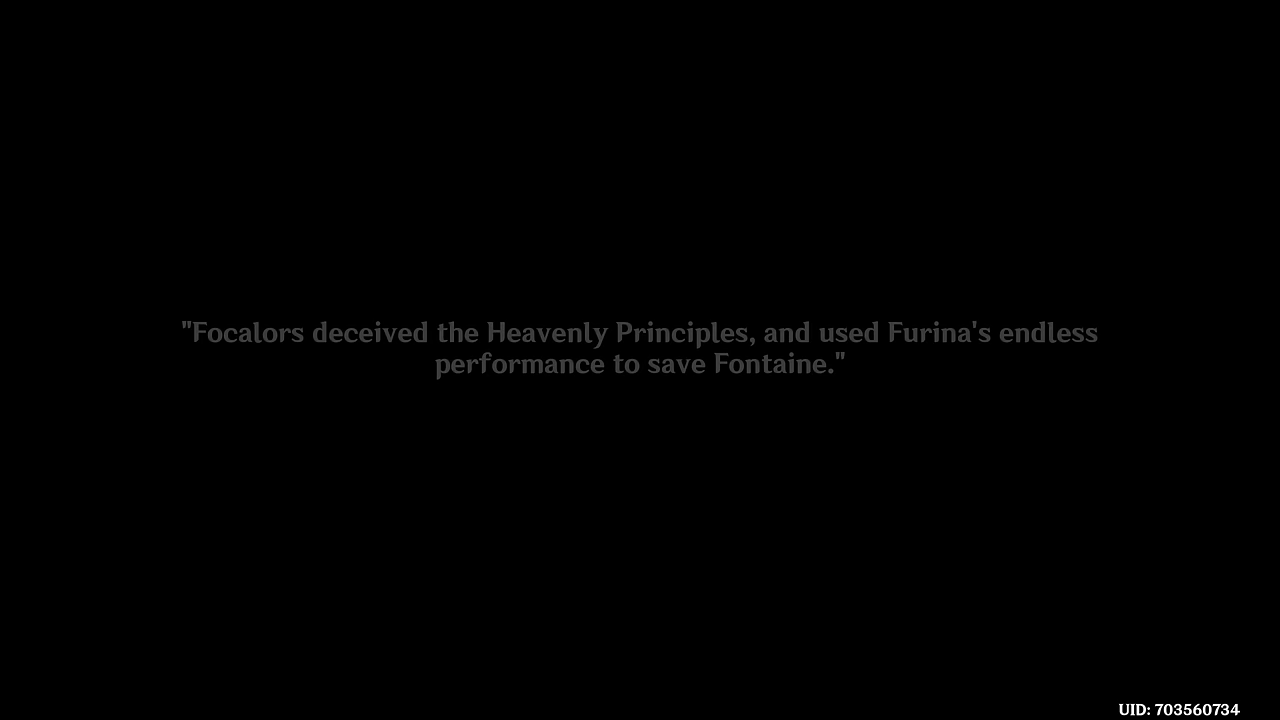 "Focalors deceived the Heavenly Principles, and used Furina's endless
performance to save Fontaine."
UID: 703560734